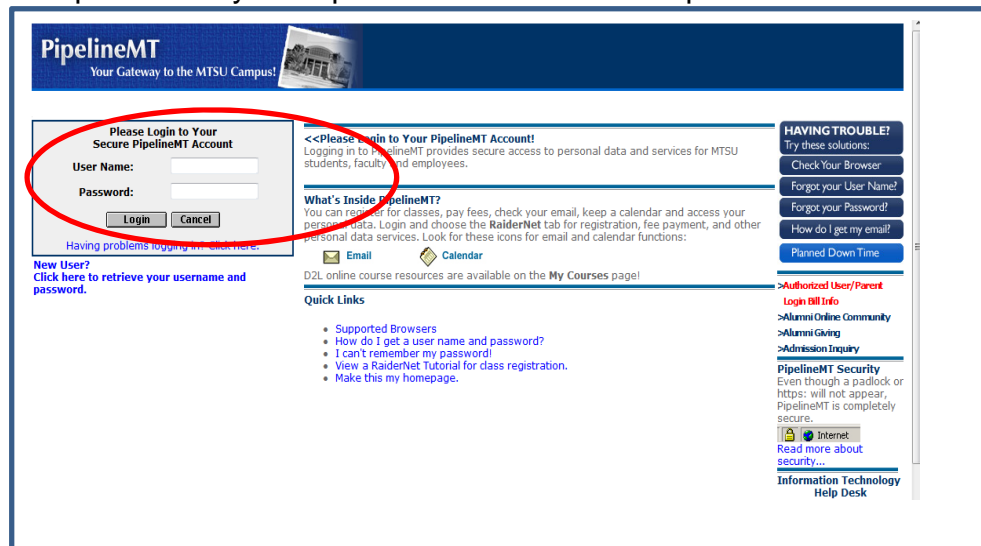 PipelineMT
Your Gateway to the MTSU Campus!
Please Login to Your
Secure PipelineMT Account
User Name:
Password:
Login Cancel
Having problems logging in? Click here.
New User?
Click here to retrieve your username and
password.
<<Please Login to Your PipelineMT Account!
Logging in to PipelineMT provides secure access to personal data and services for MTSU
students, faculty and employees.
What's Inside PipelineMT?
You can register for classes, pay fees, check your email, keep a calendar and access your
personal data. Login and choose the RaiderNet tab for registration, fee payment, and other
personal data services. Look for these icons for email and calendar functions:
Email Calendar
D2L online course resources are available on the My Courses page!
Quick Links
Supported Browsers
How do I get a user name and password?
I can't remember my password!
View a RaiderNet Tutorial for class registration.
Make this my homepage.
HAVING TROUBLE?
Try these solutions:
Check Your Browser
Forgot your User Name?
Forgot your Password?
How do I get my email?
Planned Down Time
>Authorized User/Parent
Login Bill Info
>Alumni Online Community
>Alumni Giving
>Admission Inquiry
PipelineMT Security
Even though a padlock or
https: will not appear,
PipelineMT is completely
secure.
Internet
Read more about
security...
Information Technology
Help Desk